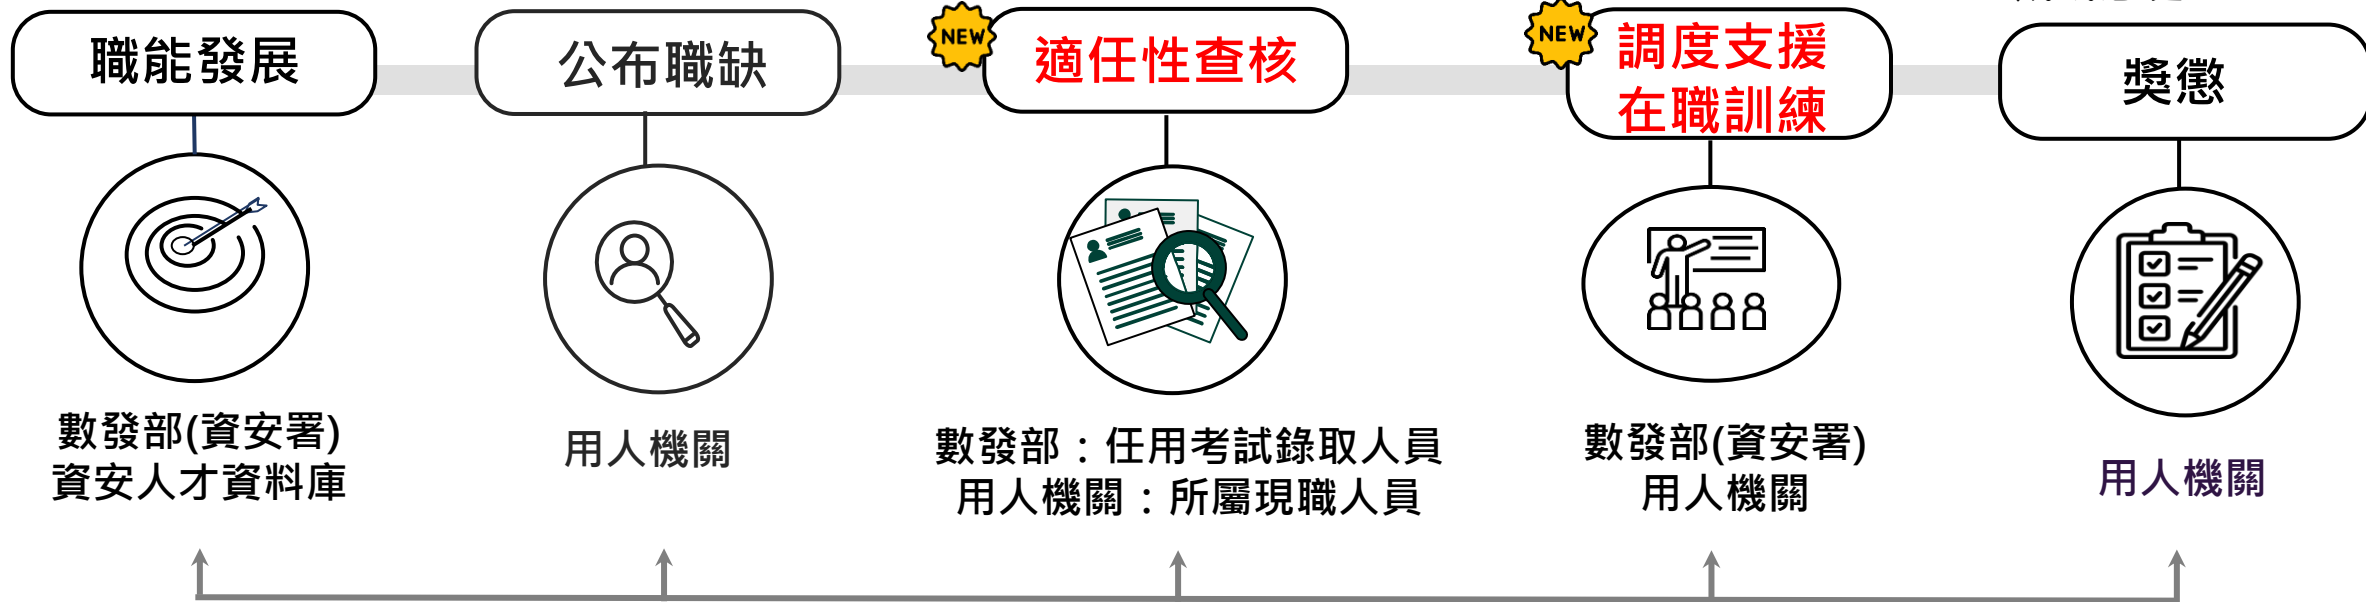 職能發展
公布職缺
NEW
適任性查核
NEW
調度支援
在職訓練
獎懲
數發部(資安署)
資安人才資料庫
用人機關
數發部：任用考試錄取人員
用人機關：所屬現職人員
數發部(資安署)
用人機關
用人機關